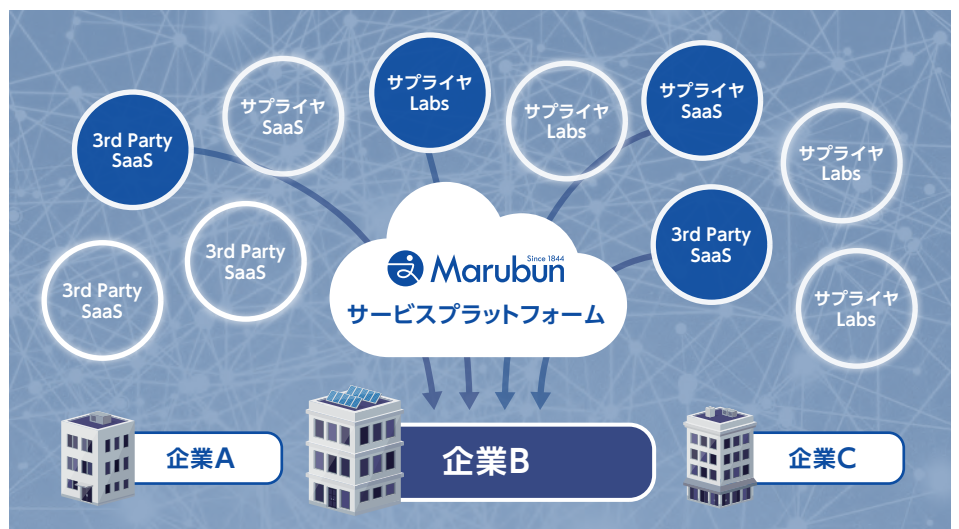 サプライヤ
Labs
サプライヤ
SaaS
サプライヤ
Labs
サプライヤ
SaaS
3rd Party
SaaS
サプライヤ
Labs
3rd Party
SaaS
3rd Party
SaaS
3rd Party
SaaS
サプライヤ
Labs
Since 1844
Marubun
サービスプラットフォーム
企業A
企業B
企業C